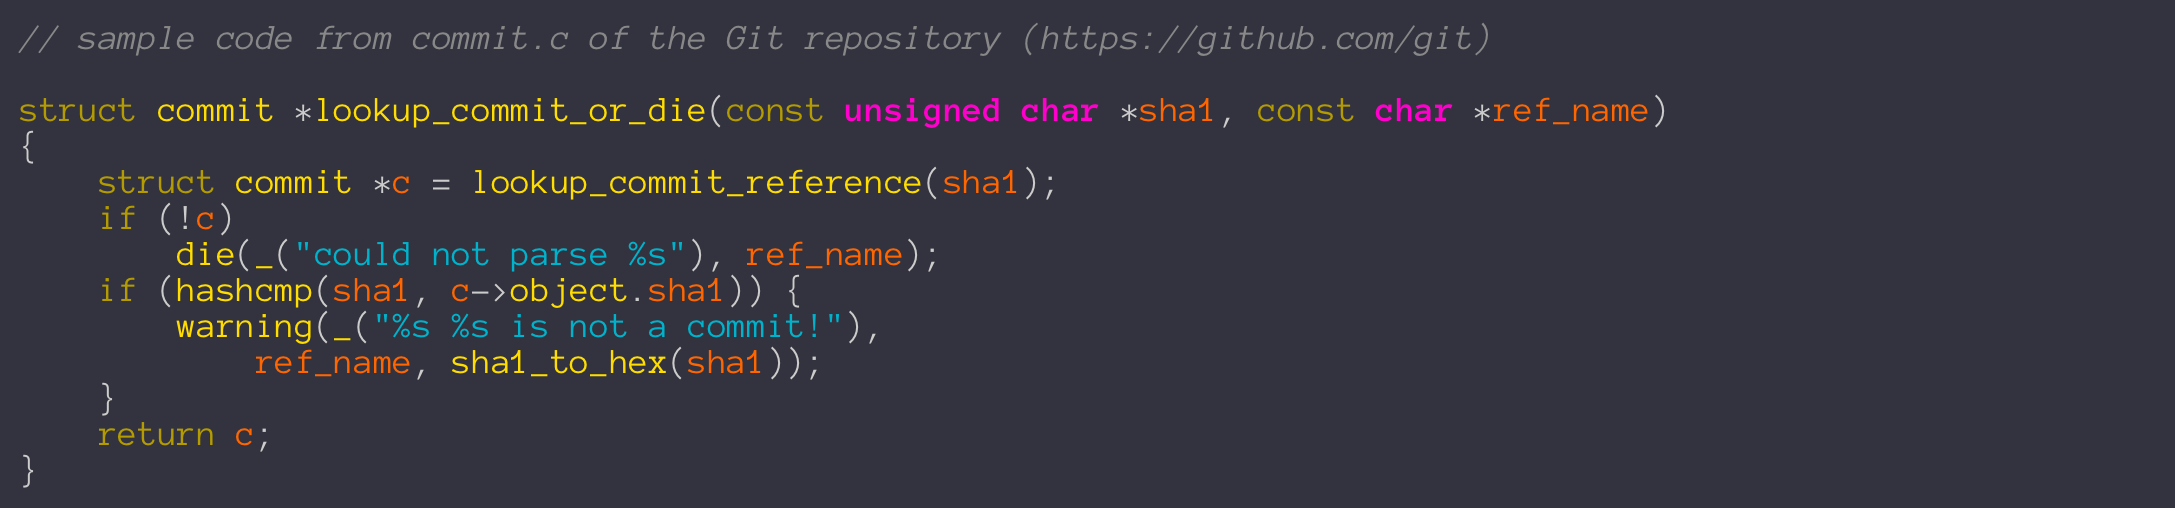 // sample code from commit.c of the Git repository (https://github.com/git)

struct commit *lookup_commit_or_die(const unsigned char *sha1, const char *ref_name)
{
    struct commit *c = lookup_commit_reference(sha1);
    if (!c)
        die(_("could not parse %s"), ref_name);
    if (hashcmp(sha1, c->object.sha1)) {
        warning(_("%s %s is not a commit!"),
            ref_name, sha1_to_hex(sha1));
    }
    return c;
}